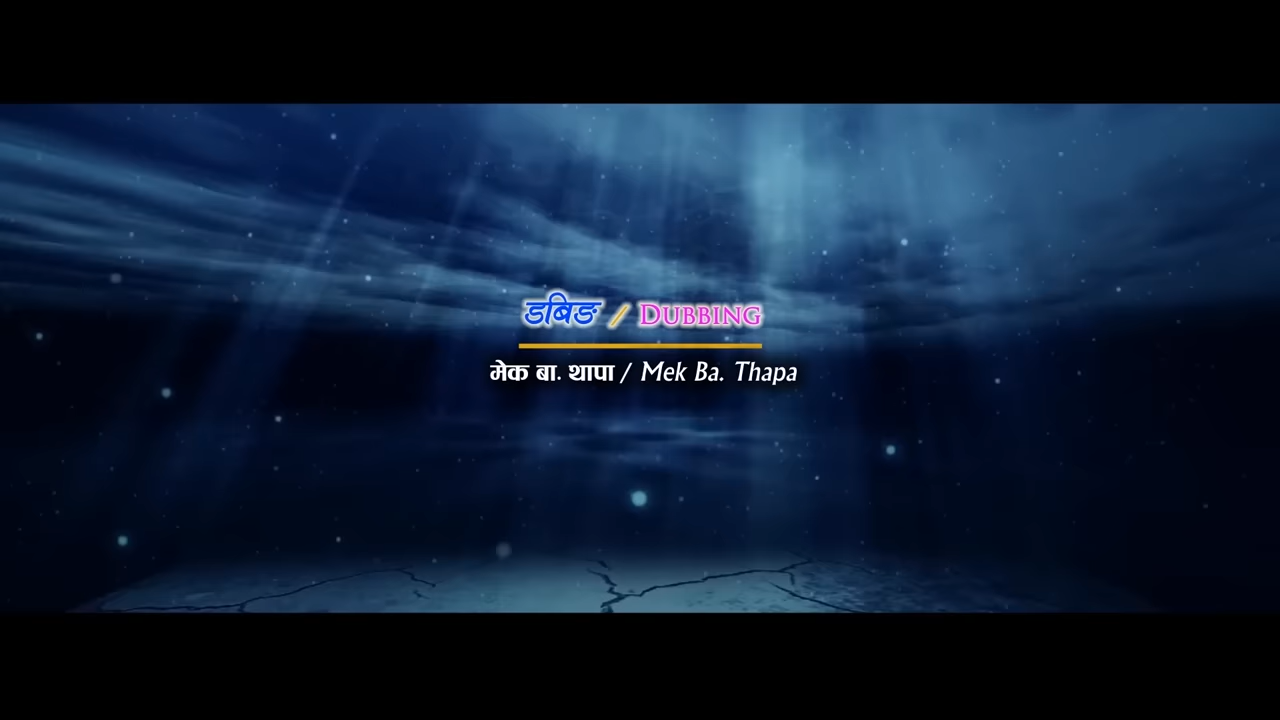 डबिङ / DUBBING
मेक बा. थापा / Mek Ba. Thapa